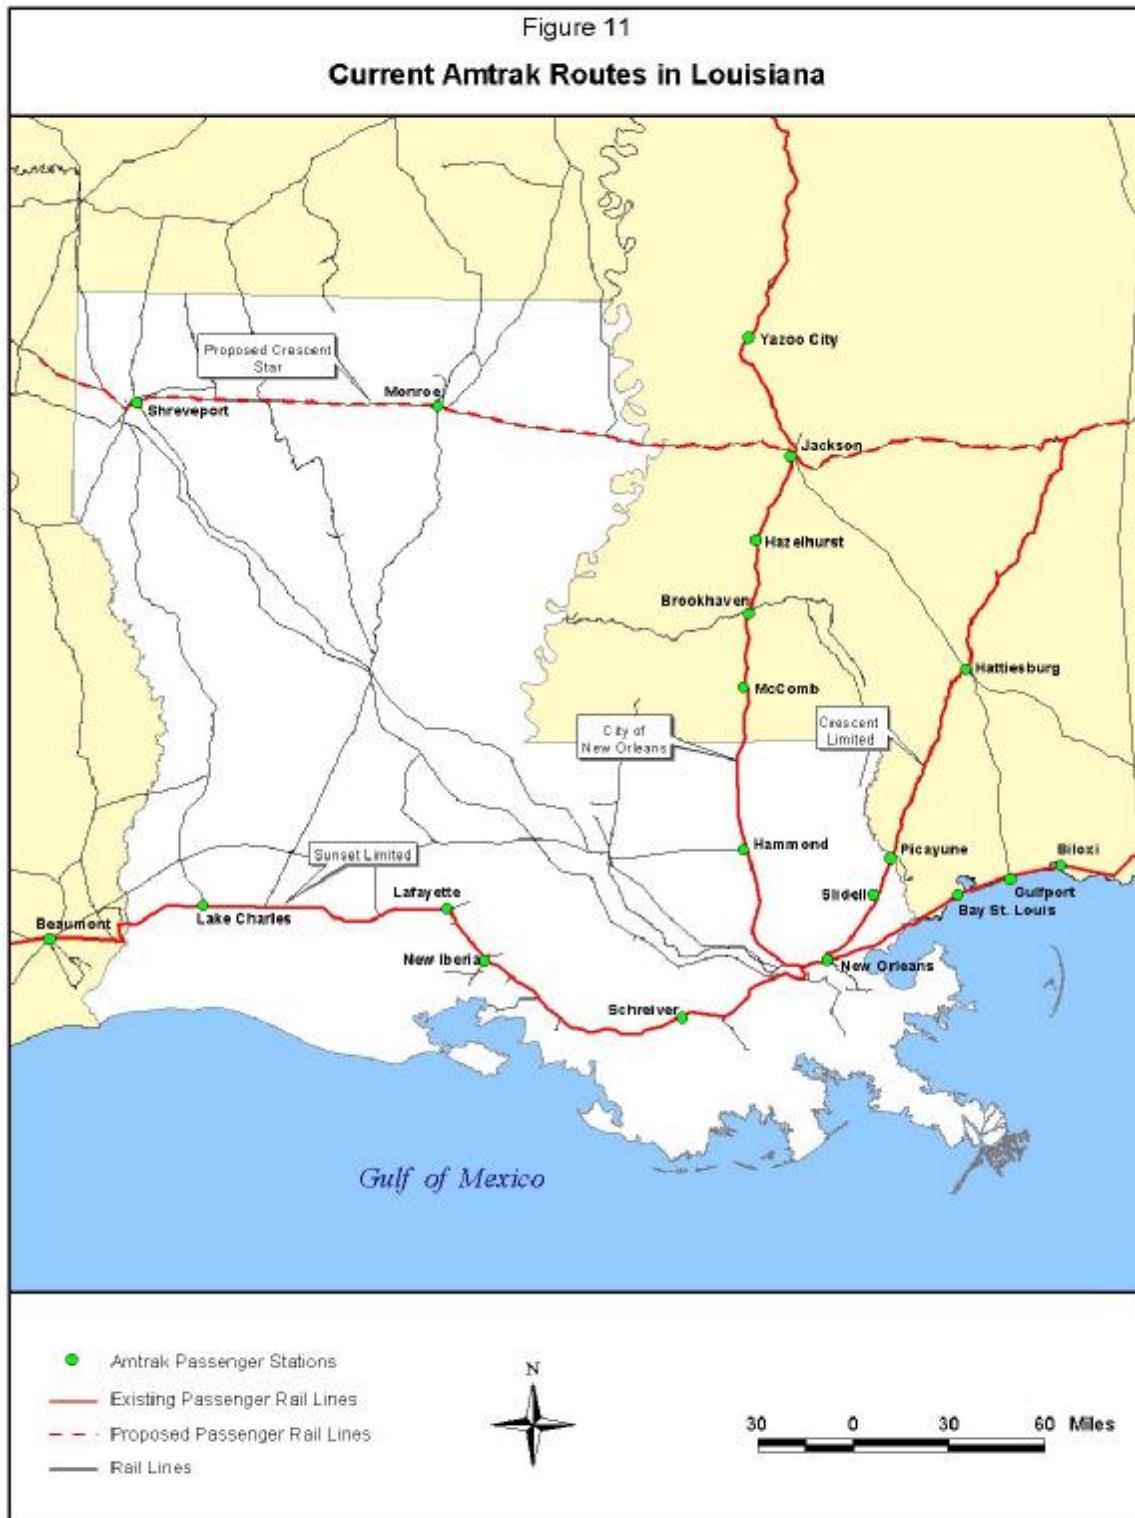 Figure 11
Current Amtrak Routes in Louisiana
Yazoo City
Proposed Crescent
Star
Monroe
Shreveport
Jackson
Hazelhurst
Brookhaven
Hattiesburg
McComb
City of
New Orleans
Crescent
Limited
Hammond
Picayune
Biloxi
Sunset Limited
Slidell
Gulfport
Lafayette
Bay St. Louis
Lake Charles
Beaumont
New Iberia
New Orleans
Schreiver
Gulf of Mexico
Amtrak Passenger Stations
Existing Passenger Rail Lines
Proposed Passenger Rail Lines
Rail Lines
N
30 0 30 60 Miles